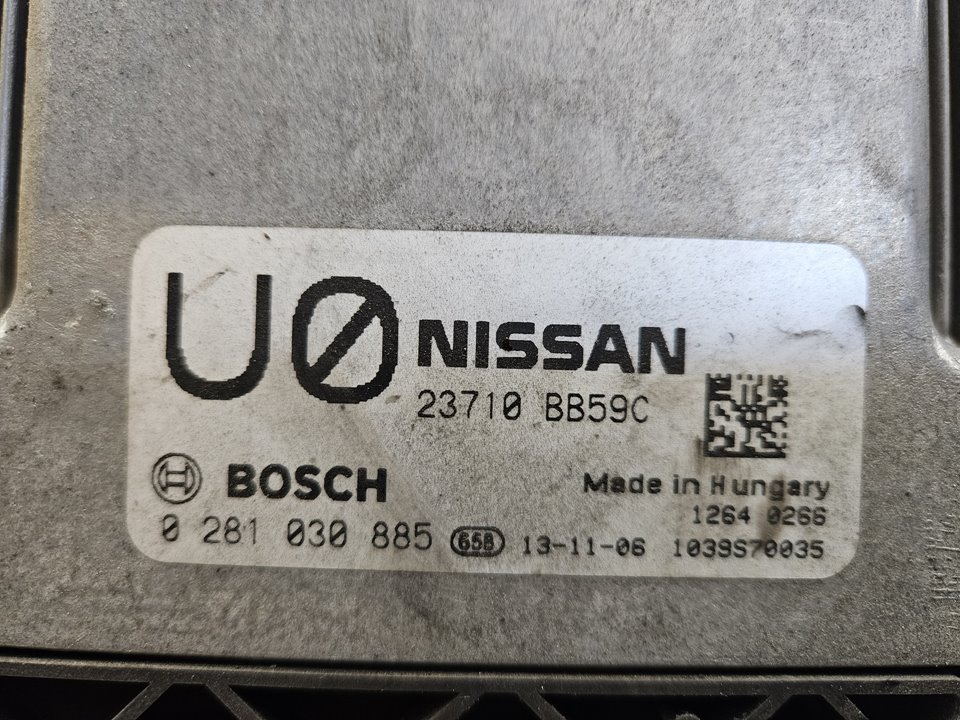 U0 NISSAN
23710 BB59C
BOSCH
Made in Hungary
1264 0266
0 281 030 885 658 13-11-06 1039S70035